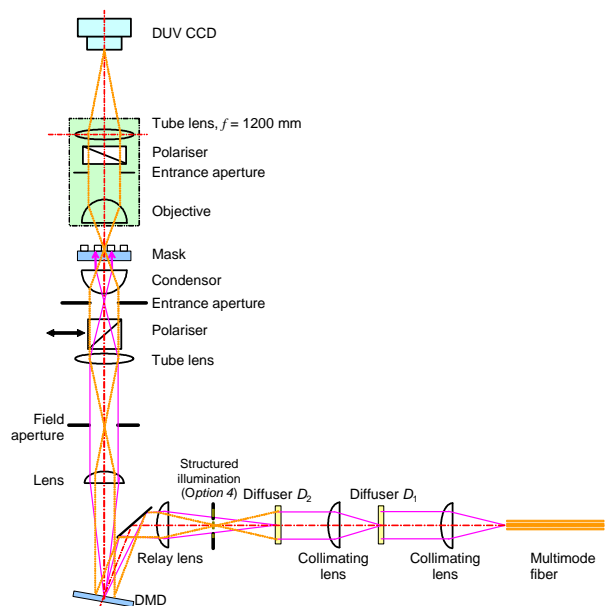 DUV CCD
Tube lens, f = 1200 mm
Polariser
Entrance aperture
Objective
Mask
Condensor
Entrance aperture
Polariser
Tube lens
Field
aperture
Lens
Structured
illumination
(Option 4)
Diffuser D2
Diffuser D1
Relay lens
Collimating
lens
Collimating
lens
Multimode
fiber
DMD